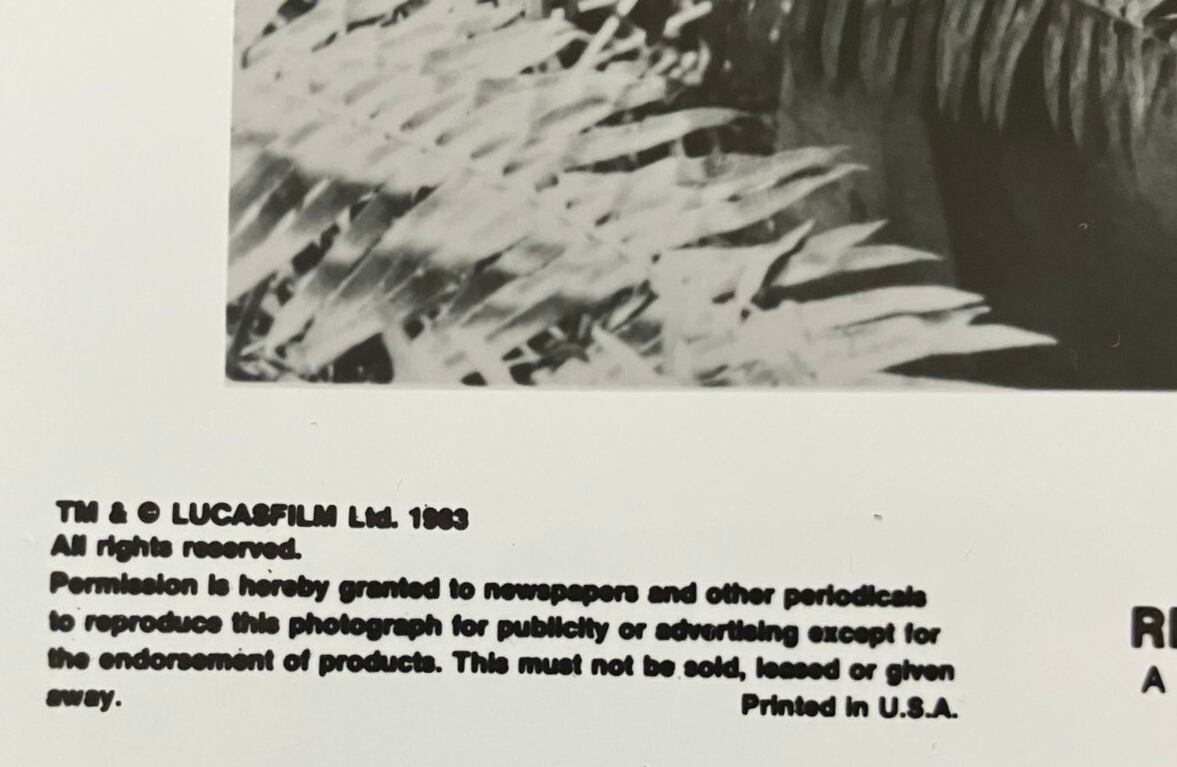 TM & © LUCASFILM Ltd. 1983
All rights reserved.
Permission is hereby granted to newspapers and other periodicals
to reproduce this photograph for publicity or advertising except for
the endorsement of products. This must not be sold, leased or given
away. Printed in U.S.A.
RE
A